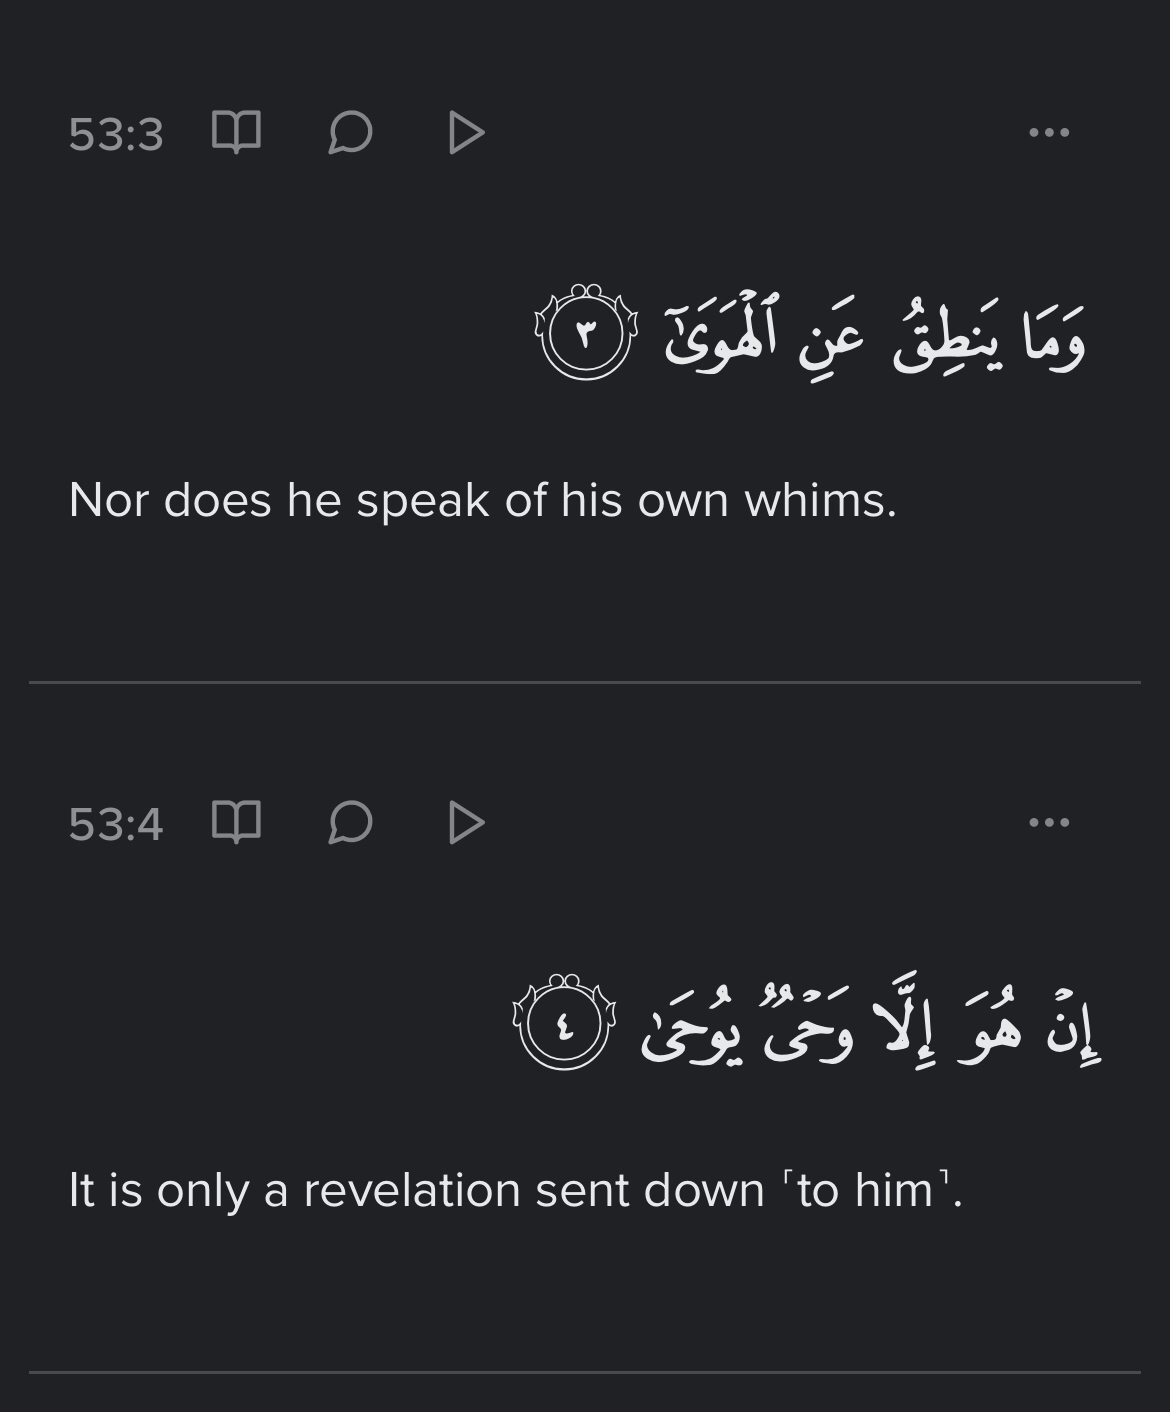 53:3
وَمَا يَنطِقُ عَنِ ٱلْهَوَىٰٓ ٣
Nor does he speak of his own whims.
53:4
إِنْ هُوَ إِلَّا وَحْىٌ يُوحَىٰ ٤
It is only a revelation sent down ˹to him˺.